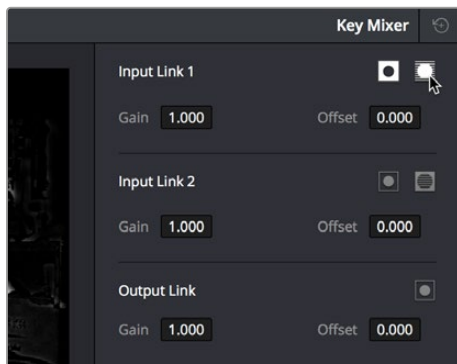 Key Mixer
Input Link 1
Gain 1.000 Offset 0.000
Input Link 2
Gain 1.000 Offset 0.000
Output Link
Gain 1.000 Offset 0.000